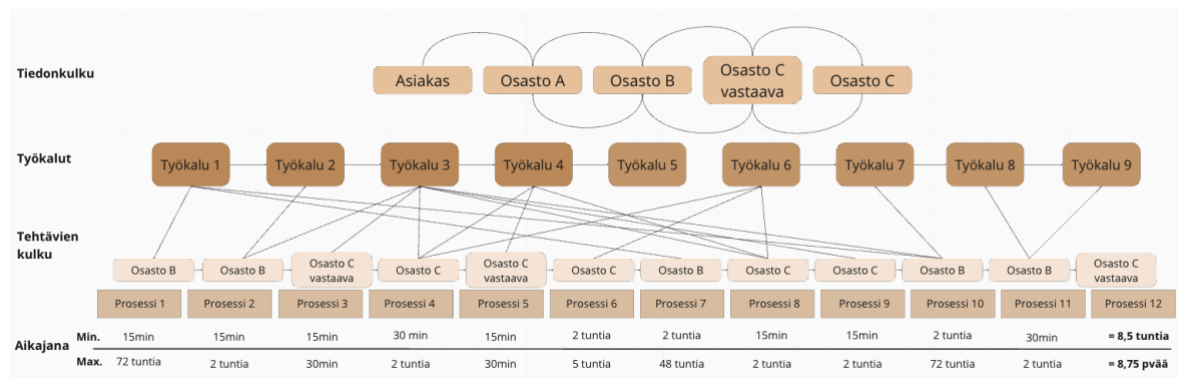 Tiedonkulku
Asiakas
Osasto A
Osasto B
Osasto C
vastaava
Osasto C
Työkalut
Työkalu 1
Työkalu 2
Työkalu 3
Työkalu 4
Työkalu 5
Työkalu 6
Työkalu 7
Työkalu 8
Työkalu 9
Tehtävien
kulku
Osasto B
Osasto B
Osasto C
vastaava
Osasto C
Osasto C
vastaava
Osasto C
Osasto B
Osasto C
Osasto C
Osasto B
Osasto B
Osasto C
vastaava
Prosessi 1
Prosessi 2
Prosessi 3
Prosessi 4
Prosessi 5
Prosessi 6
Prosessi 7
Prosessi 8
Prosessi 9
Prosessi 10
Prosessi 11
Prosessi 12
Aikajana
Min. 15min 15min 15min 30 min 15min 2 tuntia 2 tuntia 15min 15min 2 tuntia 30min = 8,5 tuntia
Max. 72 tuntia 2 tuntia 30min 2 tuntia 30min 5 tuntia 48 tuntia 2 tuntia 2 tuntia 72 tuntia 2 tuntia = 8,75 pvää